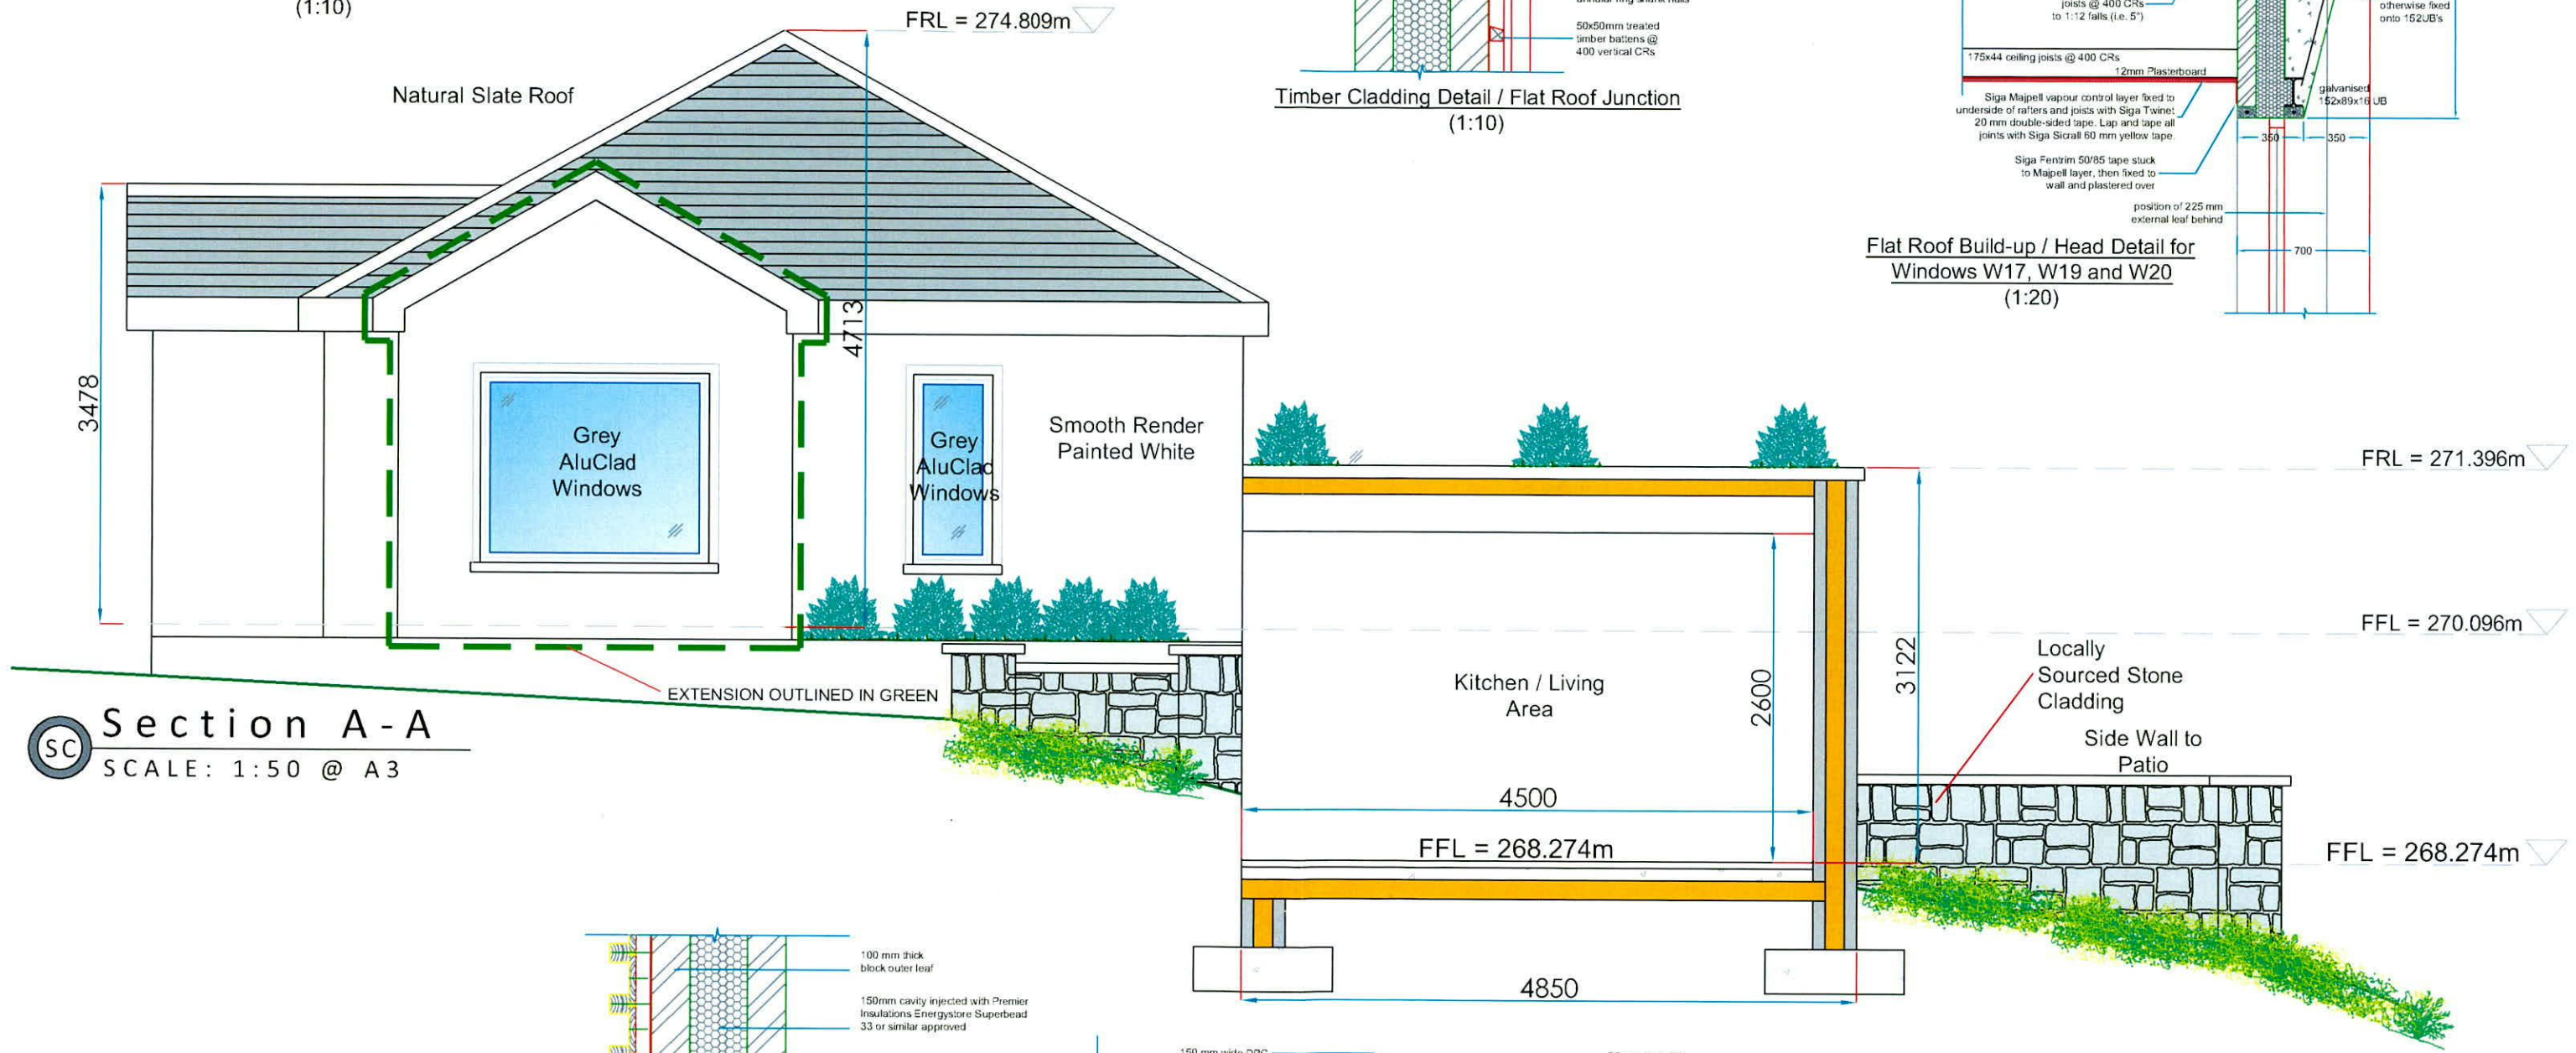 (1:10)
FRL = 274.809m
Natural Slate Roof
50x50mm treated
timber battens @
400 vertical CRs
Timber Cladding Detail / Flat Roof Junction
(1:10)
joists @ 400 CRs
to 1:12 falls (i.e. 5°)
otherwise fixed
onto 152UB's
175x44 ceiling joists @ 400 CRs
12mm Plasterboard
galvanised
152x89x16 UB
Siga Majpell vapour control layer fixed to
underside of rafters and joists with Siga Twinet
20 mm double-sided tape. Lap and tape all
joints with Siga Sicrall 60 mm yellow tape.
350
350
Siga Fentrim 50/85 tape stuck
to Majpell layer, then fixed to
wall and plastered over
position of 225 mm
external leaf behind
700
Flat Roof Build-up / Head Detail for
Windows W17, W19 and W20
(1:20)
3478
4713
Grey
AluClad
Windows
Grey
AluClad
Windows
Smooth Render
Painted White
FRL = 271.396m
FFL = 270.096m
EXTENSION OUTLINED IN GREEN
Kitchen / Living
Area
2600
3122
Locally
Sourced Stone
Cladding
Side Wall to
Patio
SC
Section A-A
SCALE: 1:50 @ A3
4500
FFL = 268.274m
FFL = 268.274m
4850
100 mm thick
block outer leaf
150mm cavity injected with Premier
Insulations Energystore Superbead
33 or similar approved